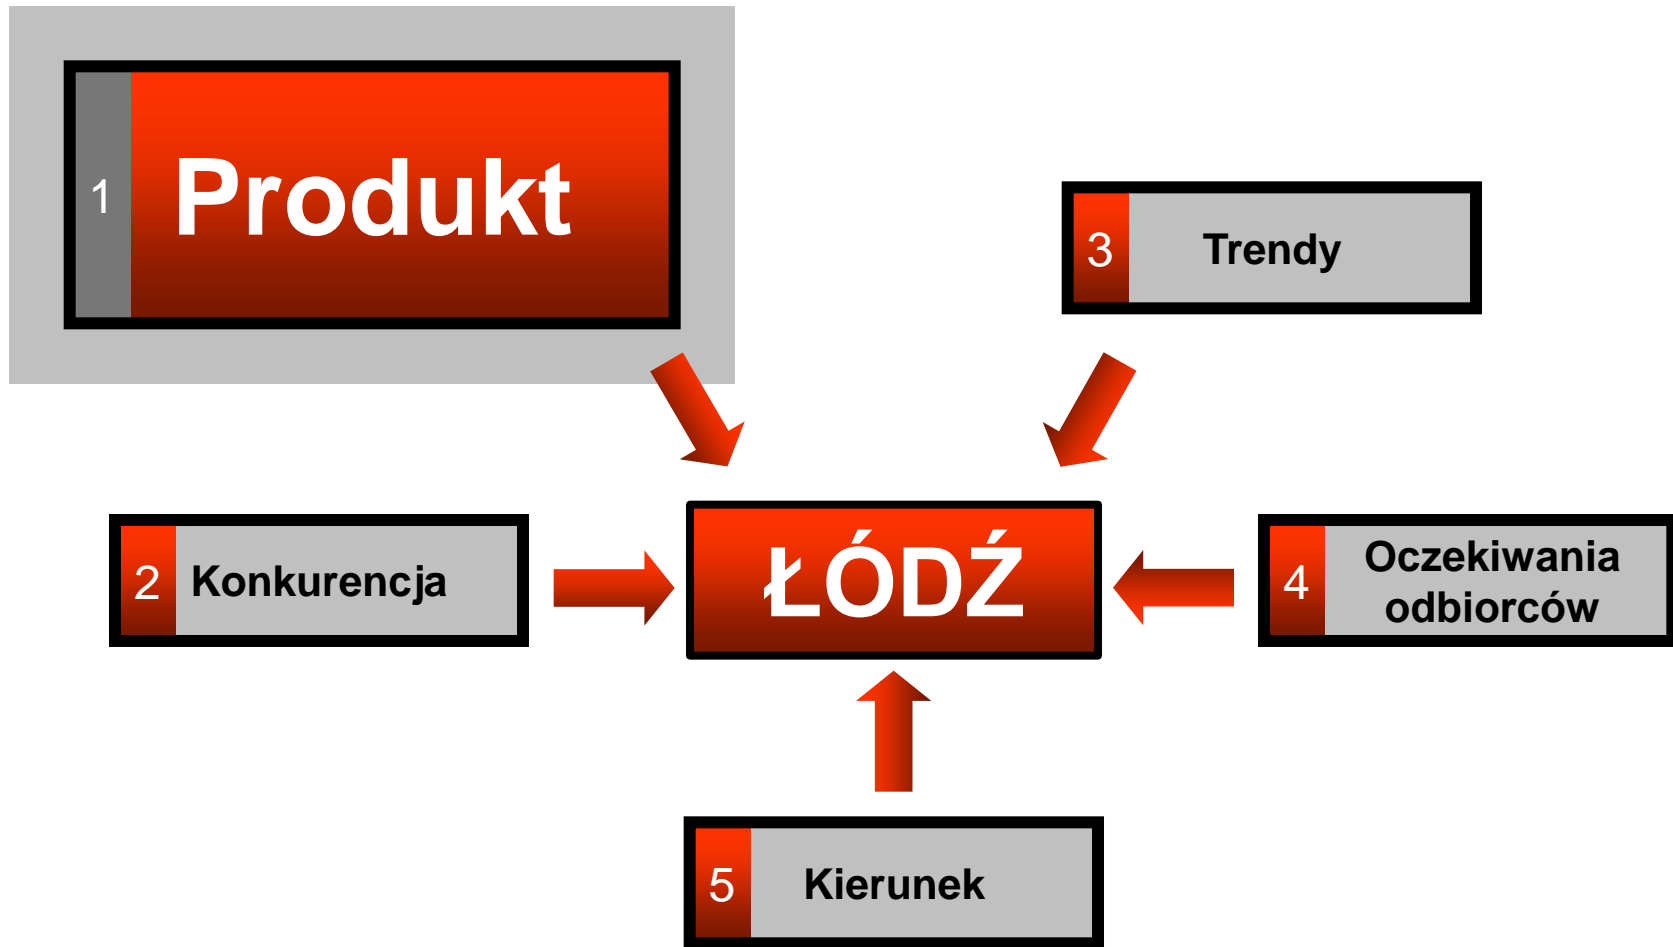 1 Produkt
3 Trendy
2 Konkurencja
ŁÓDŹ
4 Oczekiwania
odbiorców
5 Kierunek